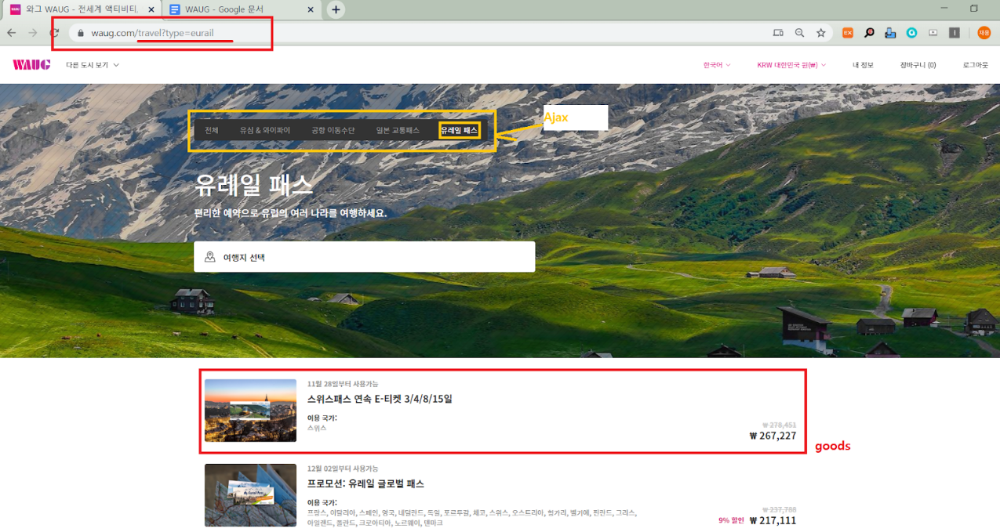 와그 WAUG - 전세계 액티비티.
WAUG - Google 문서
waug.com/travel?type=eurail
EX
재용
WAUG
다른 도시 보기
한국어
KRW 대한민국 원(₩)
내 정보
장바구니 (0)
로그아웃
Ajax
전체
유심 & 와이파이
공항 이동수단
일본 교통패스
유레일 패스
유레일 패스
편리한 예약으로 유럽의 여러 나라를 여행하세요.
여행지 선택
11월 28일부터 사용가능
스위스패스 연속 E-티켓 3/4/8/15일
이용 국가:
스위스
₩ 278,451
₩ 267,227
goods
12월 02일부터 사용가능
프로모션: 유레일 글로벌 패스
이용 국가:
프랑스, 이탈리아, 스페인, 영국, 네덜란드, 독일, 포르투갈, 체코, 스위스, 오스트리아, 헝가리, 벨기에, 핀란드, 그리스,
아일랜드, 폴란드, 크로아티아, 노르웨이, 덴마크
₩ 237,788
9% 할인 ₩ 217,111